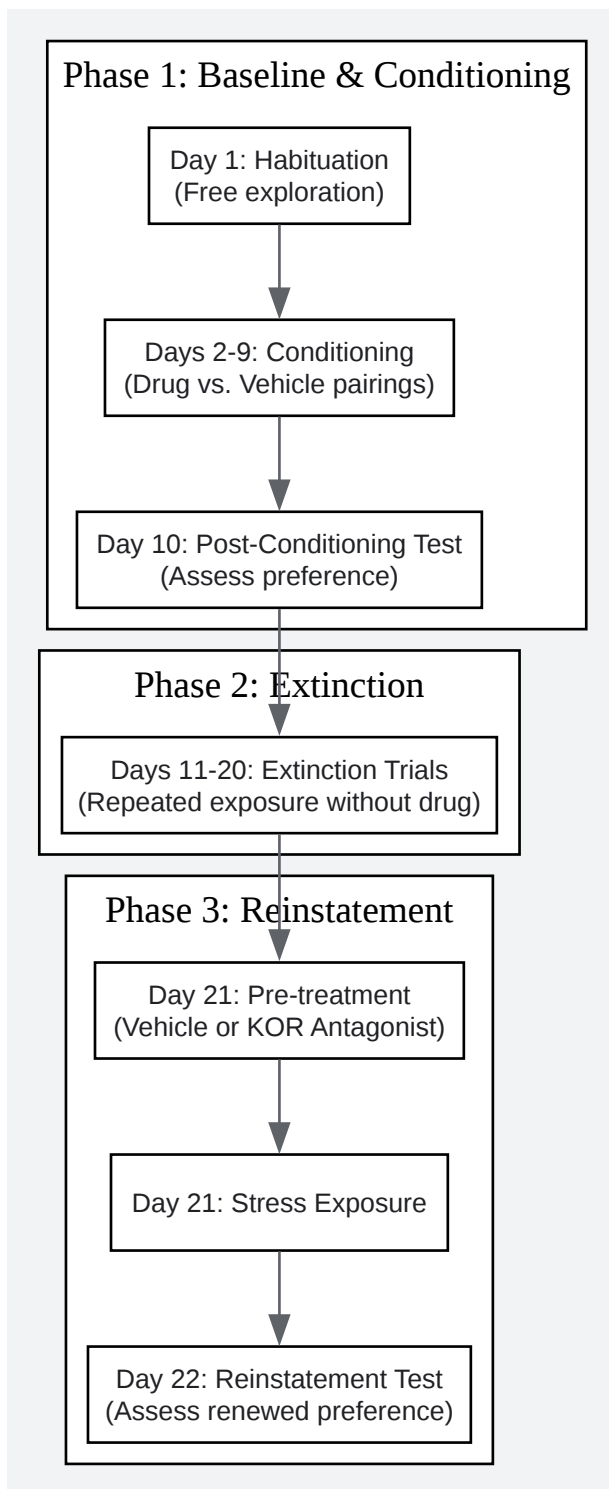 Phase 1: Baseline & Conditioning
Day 1: Habituation
(Free exploration)
Days 2-9: Conditioning
(Drug vs. Vehicle pairings)
Day 10: Post-Conditioning Test
(Assess preference)
Phase 2: Extinction
Days 11-20: Extinction Trials
(Repeated exposure without drug)
Phase 3: Reinstatement
Day 21: Pre-treatment
(Vehicle or KOR Antagonist)
Day 21: Stress Exposure
Day 22: Reinstatement Test
(Assess renewed preference)